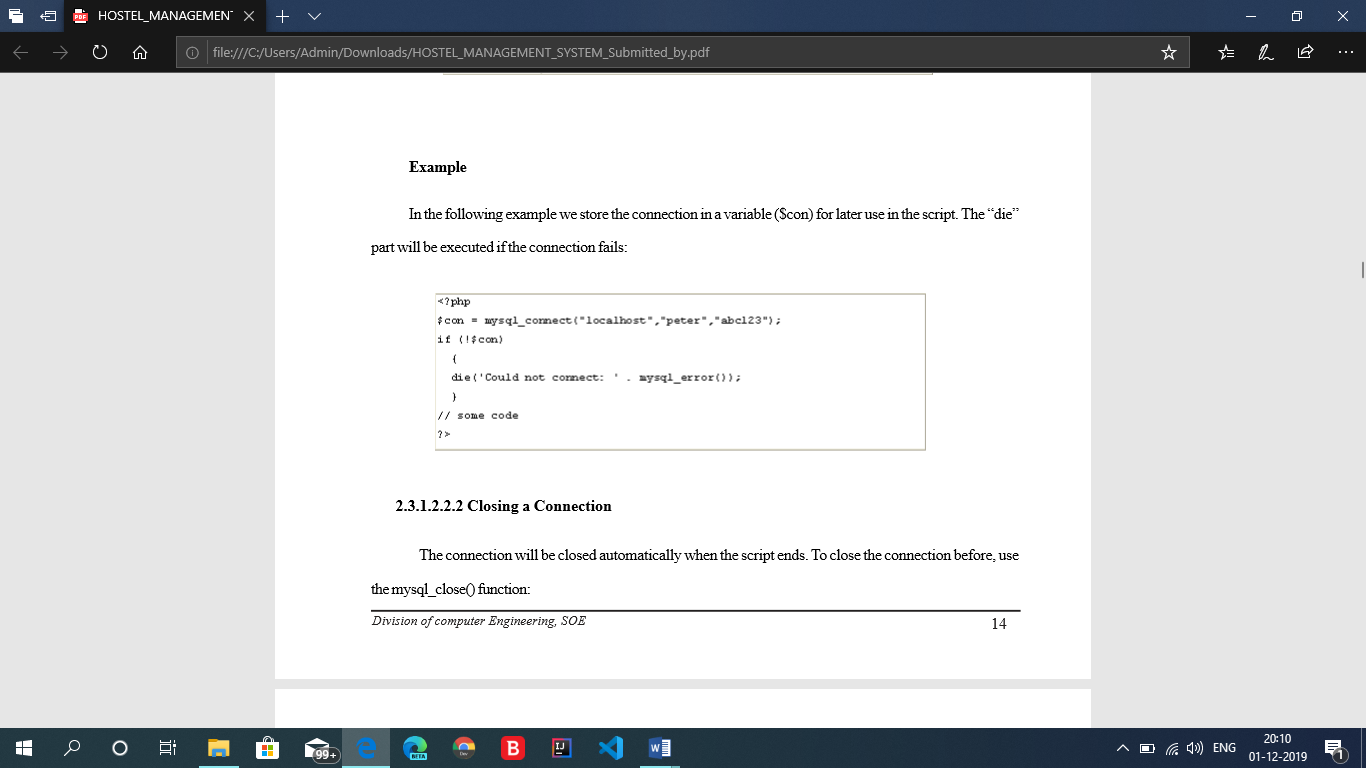 HOSTEL_MANAGEMEN
file:///C:/Users/Admin/Downloads/HOSTEL_MANAGEMENT_SYSTEM_Submitted_by.pdf
Example
In the following example we store the connection in a variable ($con) for later use in the script. The “die”
part will be executed if the connection fails:
<?php
$con = mysql_connect("localhost","peter","abc123");
if (!$con)
{
die('Could not connect: ' . mysql_error());
}
// some code
?>
2.3.1.2.2.2 Closing a Connection
The connection will be closed automatically when the script ends. To close the connection before, use
the mysql_close() function:
Division of computer Engineering, SOE 14
99+
BETA
Dev
B
IJ
W
ENG
20:10
01-12-2019
1